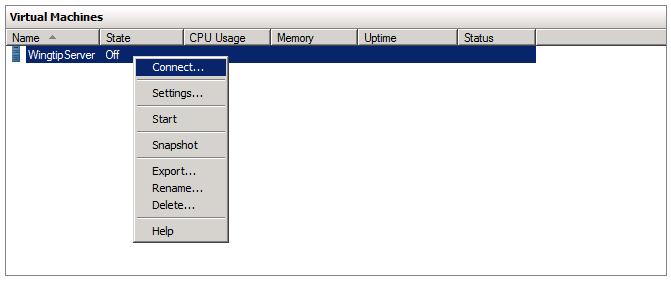 Virtual Machines
Name State CPU Usage Memory Uptime Status
WingtipServer Off
Connect...
Settings...
Start
Snapshot
Export...
Rename...
Delete...
Help